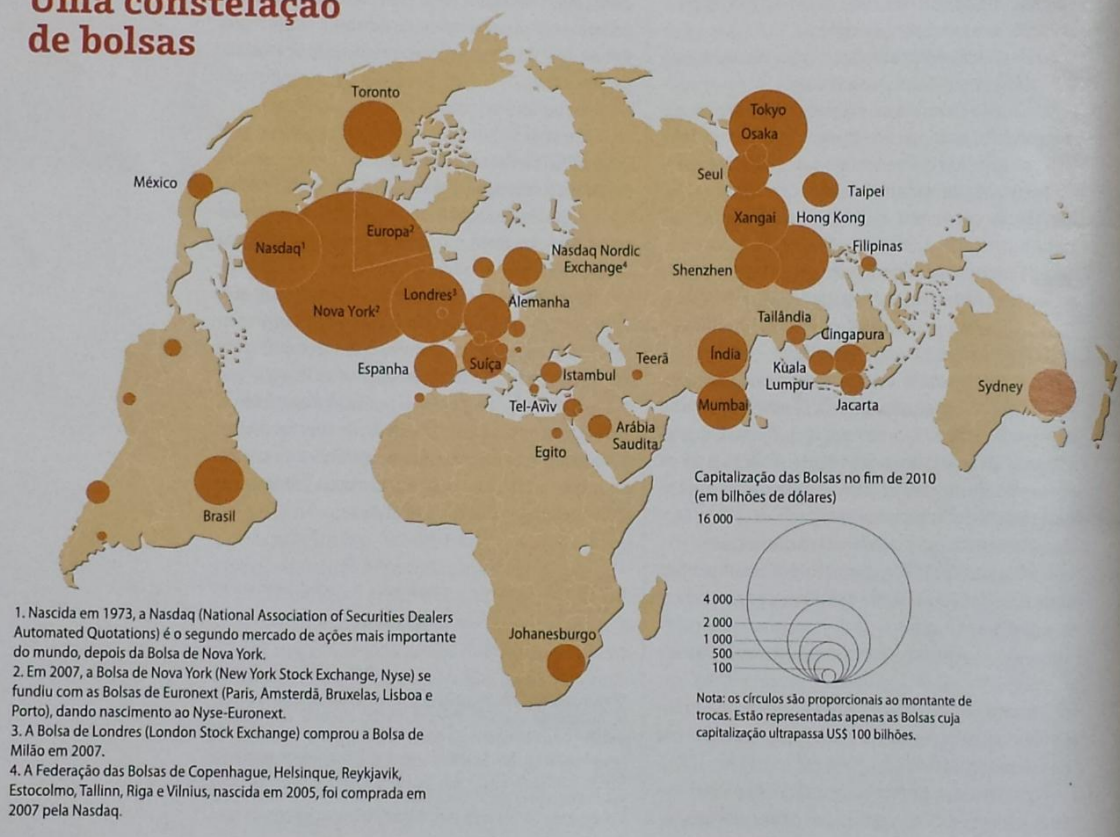 Uma constelação
de bolsas
Toronto
México
Nasdaq¹
Europa²
Nova York²
Londres³
Nasdaq Nordic
Exchange⁴
Alemanha
Espanha
Suíça
Istambul
Teerã
Tel-Aviv
Egito
Arábia
Saudita
Tokyo
Osaka
Seul
Taipei
Xangai
Hong Kong
Filipinas
Shenzhen
Tailândia
Cingapura
Índia
Kuala
Lumpur
Mumbai
Jacarta
Sydney
Brasil
Johanesburgo
Capitalização das Bolsas no fim de 2010
(em bilhões de dólares)
16 000
4 000
2 000
1 000
500
100
Nota: os círculos são proporcionais ao montante de
trocas. Estão representadas apenas as Bolsas cuja
capitalização ultrapassa US$ 100 bilhões.
1. Nascida em 1973, a Nasdaq (National Association of Securities Dealers
Automated Quotations) é o segundo mercado de ações mais importante
do mundo, depois da Bolsa de Nova York.
2. Em 2007, a Bolsa de Nova York (New York Stock Exchange, Nyse) se
fundiu com as Bolsas de Euronext (Paris, Amsterdã, Bruxelas, Lisboa e
Porto), dando nascimento ao Nyse-Euronext.
3. A Bolsa de Londres (London Stock Exchange) comprou a Bolsa de
Milão em 2007.
4. A Federação das Bolsas de Copenhague, Helsinque, Reykjavik,
Estocolmo, Tallinn, Riga e Vilnius, nascida em 2005, foi comprada em
2007 pela Nasdaq.